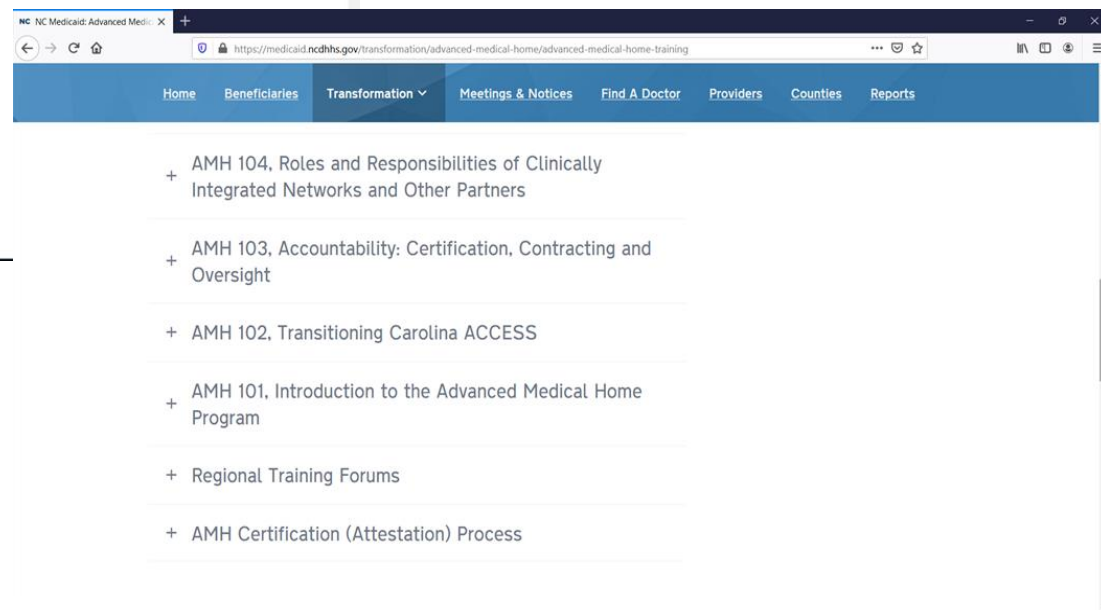 NC NC Medicaid: Advanced Medic
https://medicaid.ncdhhs.gov/transformation/advanced-medical-home/advanced-medical-home-training
Home Beneficiaries Transformation Meetings & Notices Find A Doctor Providers Counties Reports
+ AMH 104, Roles and Responsibilities of Clinically
Integrated Networks and Other Partners
+ AMH 103, Accountability: Certification, Contracting and
Oversight
+ AMH 102, Transitioning Carolina ACCESS
+ AMH 101, Introduction to the Advanced Medical Home
Program
+ Regional Training Forums
+ AMH Certification (Attestation) Process